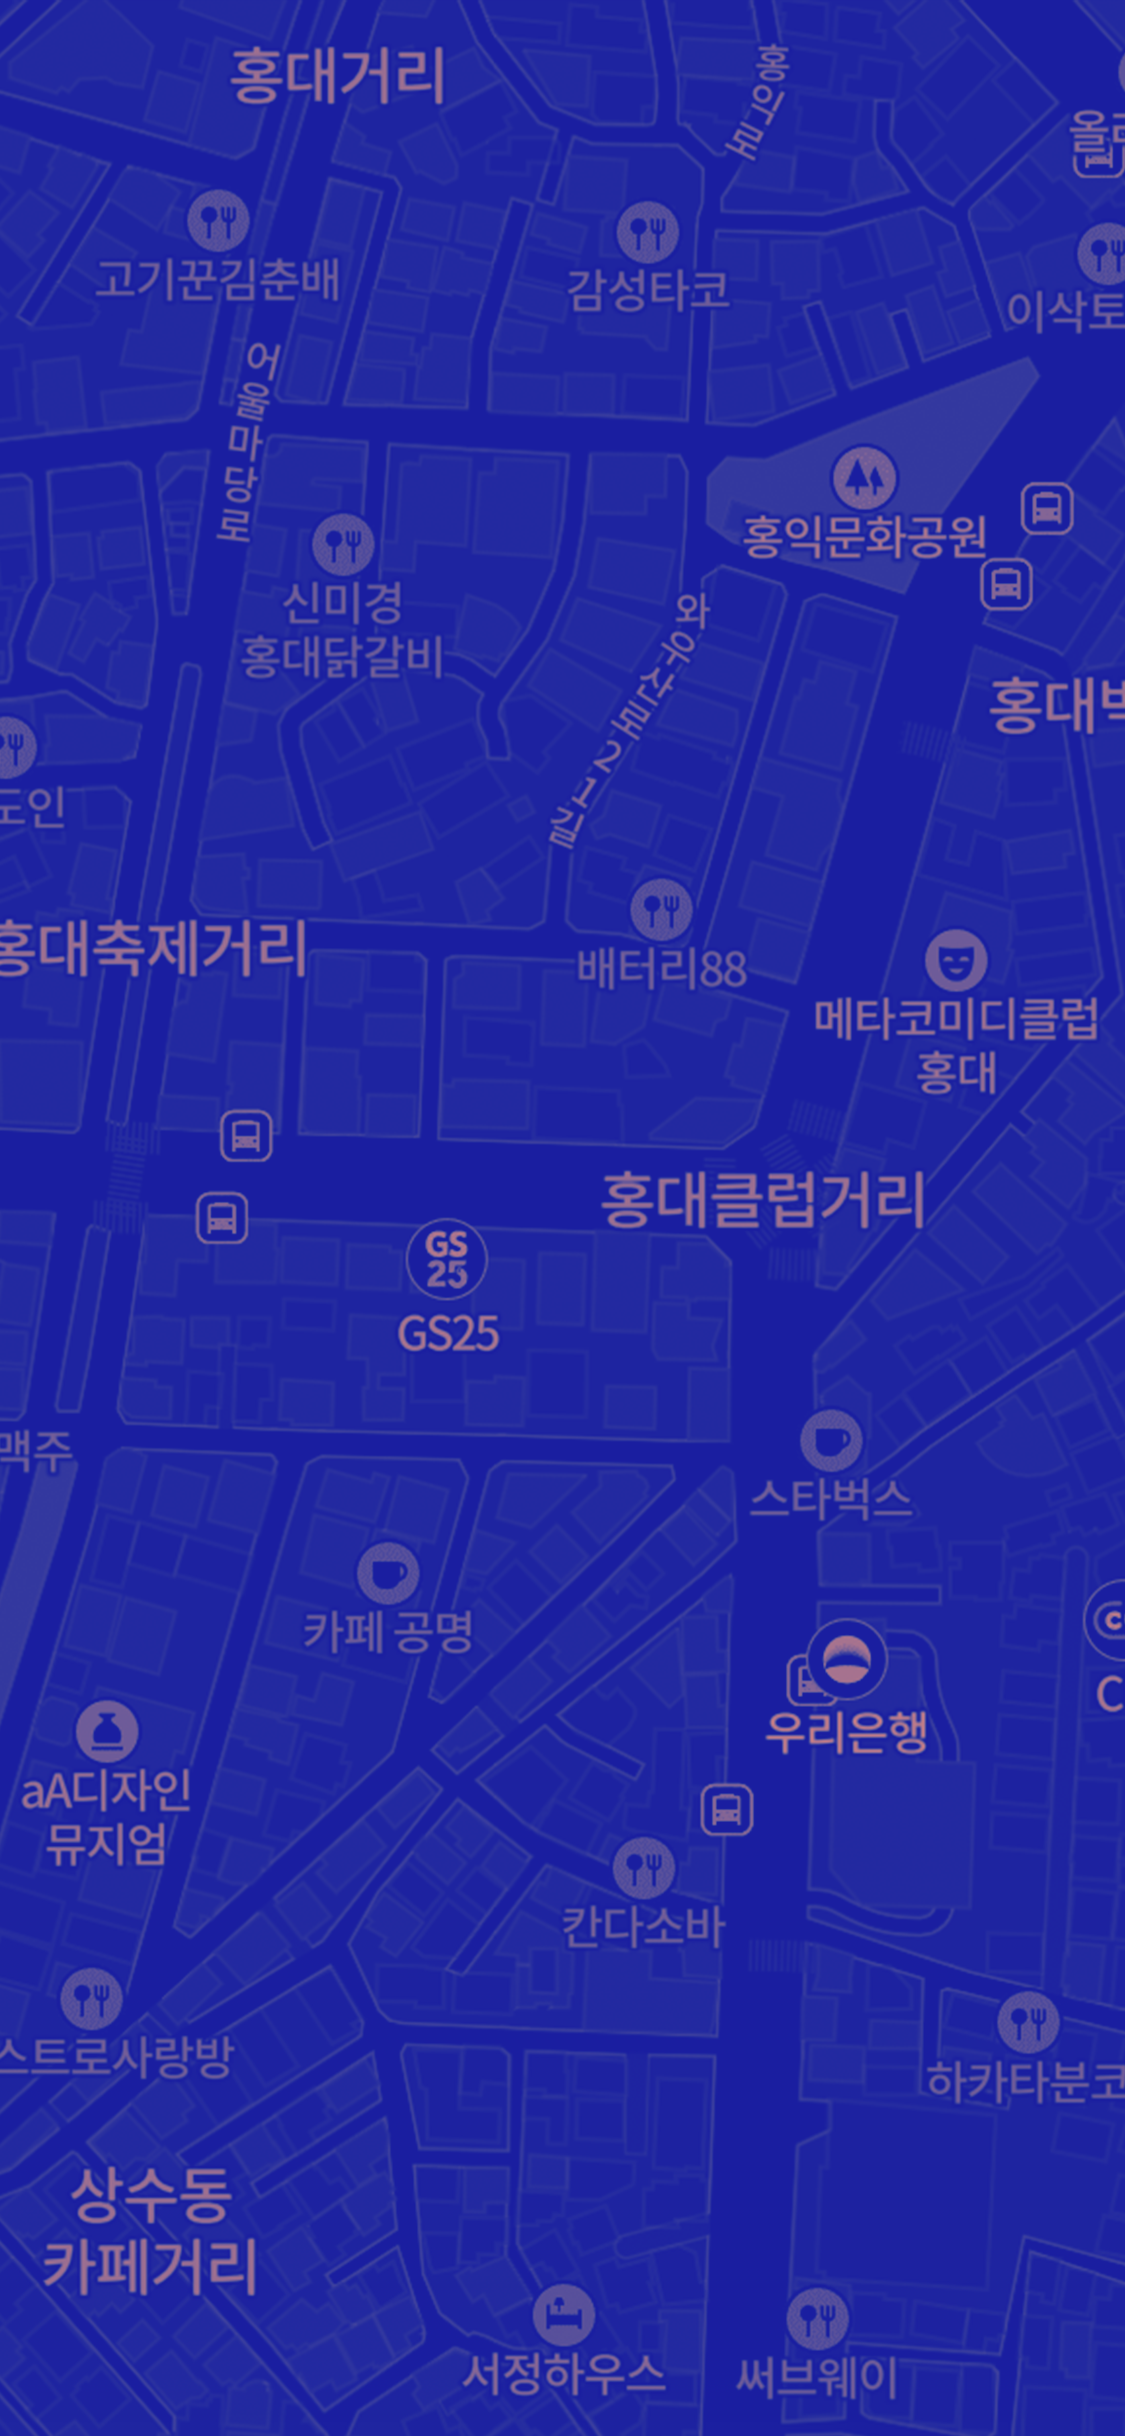 홍대거리
홍익로
올리
고기꾼김춘배
감성타코
이삭토
어울마당로
홍익문화공원
신미경
홍대닭갈비
와우산로21길
홍대벽
도인
홍대축제거리
배터리88
메타코미디클럽
홍대
홍대클럽거리
GS
25
GS25
맥주
스타벅스
카페 공명
C
우리은행
aA디자인
뮤지엄
칸다소바
스트로사랑방
하카타분코
상수동
카페거리
서정하우스
써브웨이